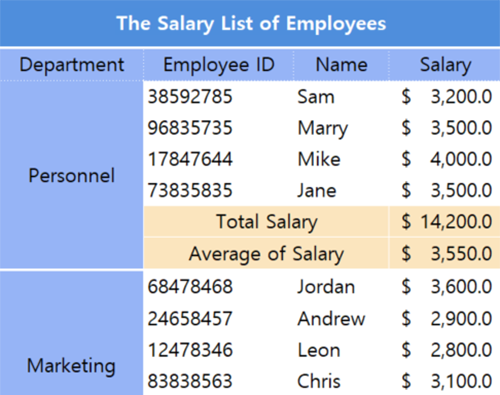 The Salary List of Employees
Department Employee ID Name Salary
Personnel
38592785 Sam $ 3,200.0
96835735 Marry $ 3,500.0
17847644 Mike $ 4,000.0
73835835 Jane $ 3,500.0
Total Salary $ 14,200.0
Average of Salary $ 3,550.0
Marketing
68478468 Jordan $ 3,600.0
24658457 Andrew $ 2,900.0
12478346 Leon $ 2,800.0
83838563 Chris $ 3,100.0